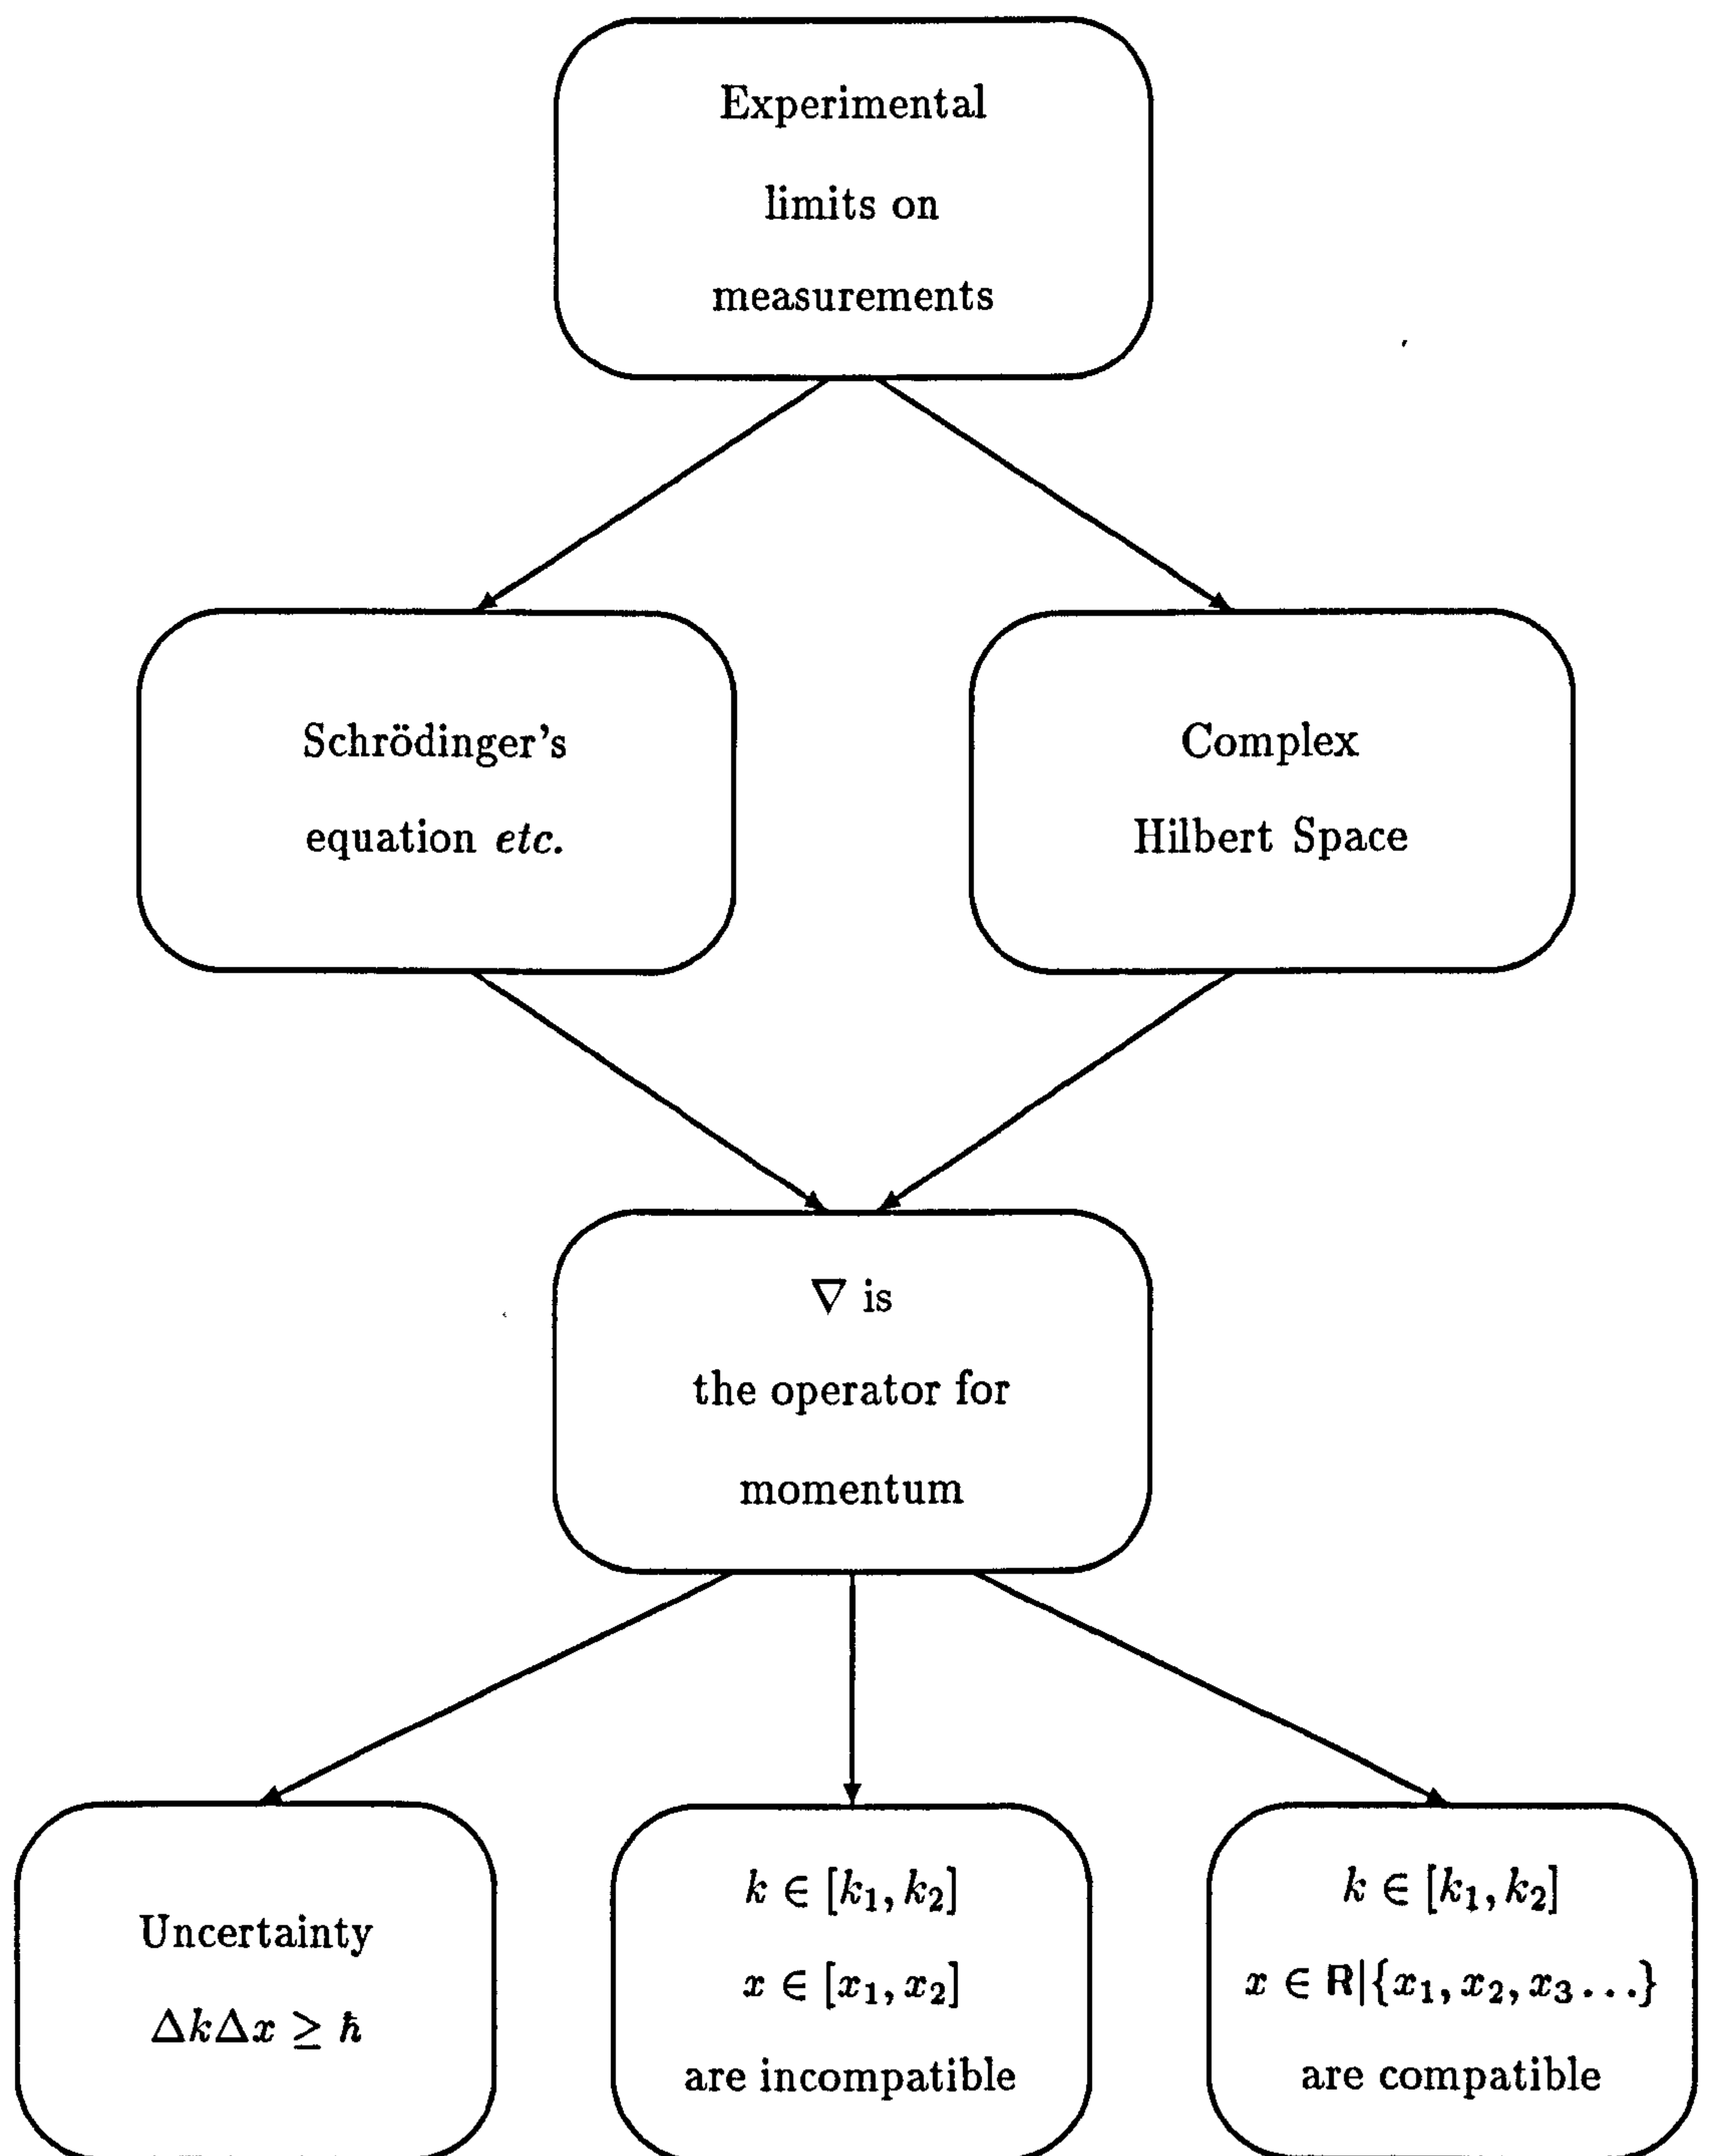 Experimental
limits on
measurements
Schrödinger's
equation etc.
Complex
Hilbert Space
∇ is
the operator for
momentum
Uncertainty
ΔkΔx ≥ ħ
k ∈ [k₁, k₂]
x ∈ [x₁, x₂]
are incompatible
k ∈ [k₁, k₂]
x ∈ R|{x₁, x₂, x₃...}
are compatible